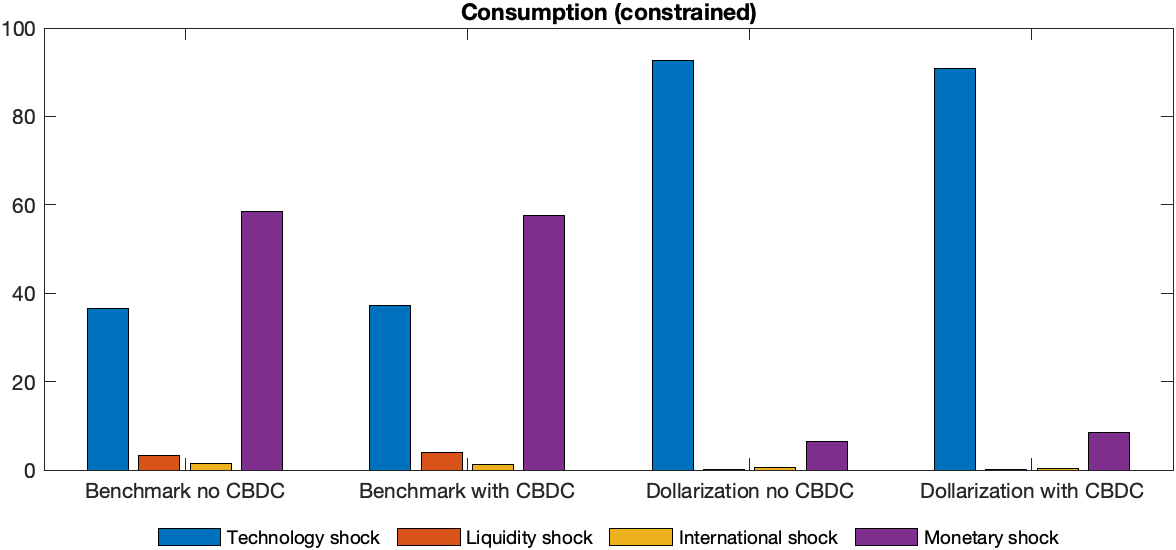 Consumption (constrained)
100
80
60
40
20
0
Benchmark no CBDC Benchmark with CBDC Dollarization no CBDC Dollarization with CBDC
Technology shock Liquidity shock International shock Monetary shock